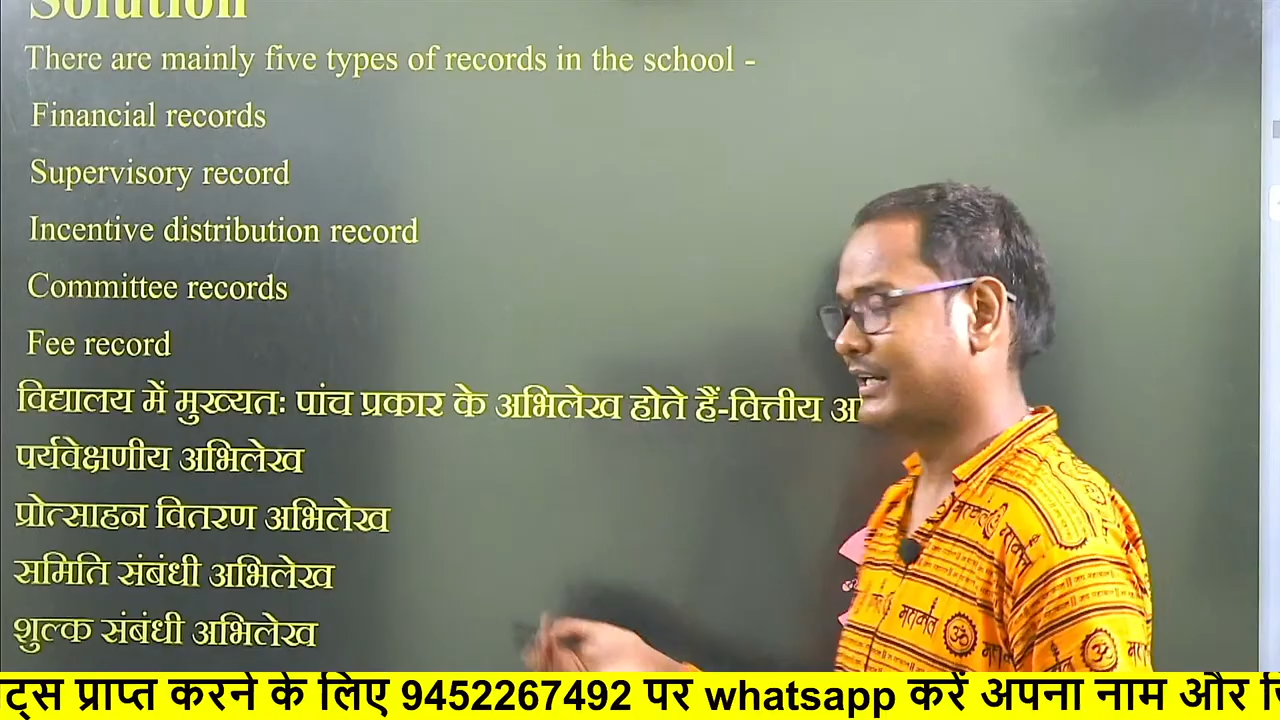 Solution
There are mainly five types of records in the school -
Financial records
Supervisory record
Incentive distribution record
Committee records
Fee record
विद्यालय में मुख्यतः पांच प्रकार के अभिलेख होते हैं-वित्तीय
पर्यवेक्षणीय अभिलेख
प्रोत्साहन वितरण अभिलेख
समिति संबंधी अभिलेख
शुल्क संबंधी अभिलेख
प्राप्त करने के लिए 9452267492 पर whatsapp करें अपना नाम और